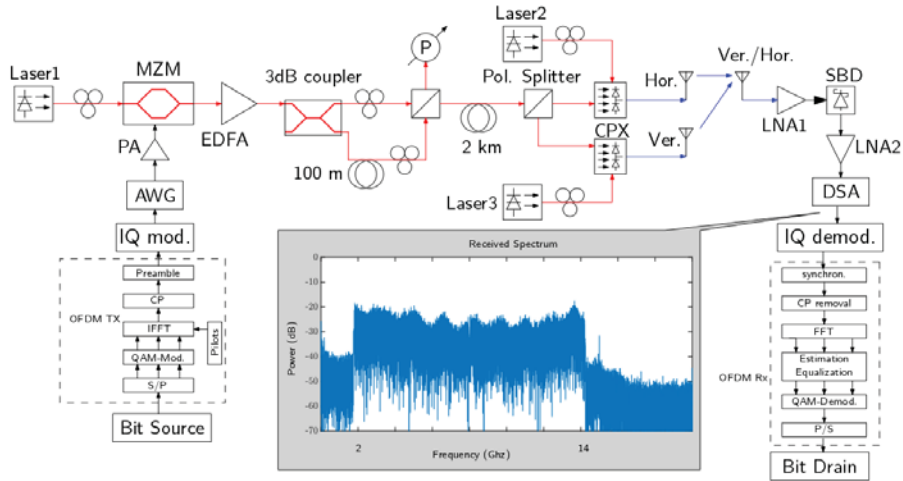 Laser1
MZM
PA
EDFA
3dB coupler
100 m
P
2 km
Pol. Splitter
Laser2
CPX
Laser3
Hor.
Ver.
Ver./Hor.
LNA1
SBD
LNA2
DSA
IQ demod.
AWG
IQ mod.
OFDM TX
Preamble
CP
IFFT
Pilots
QAM-Mod.
S/P
Bit Source
Received Spectrum
Power (dB)
0
-10
-20
-30
-40
-50
-60
-70
2
14
Frequency (Ghz)
OFDM Rx
synchron.
CP removal
FFT
Estimation
Equalization
QAM-Demod.
P/S
Bit Drain